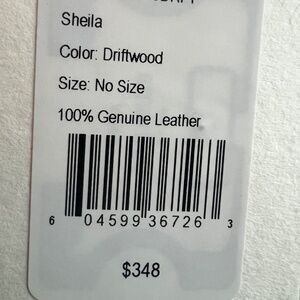 Sheila
Color: Driftwood
Size: No Size
100% Genuine Leather
6 04599 36726 3
$348